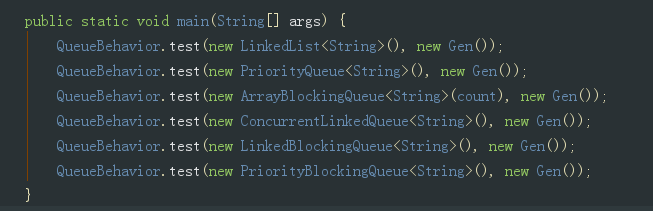 public static void main(String[] args) {
    QueueBehavior.test(new LinkedList<String>(), new Gen());
    QueueBehavior.test(new PriorityQueue<String>(), new Gen());
    QueueBehavior.test(new ArrayBlockingQueue<String>(count), new Gen());
    QueueBehavior.test(new ConcurrentLinkedQueue<String>(), new Gen());
    QueueBehavior.test(new LinkedBlockingQueue<String>(), new Gen());
    QueueBehavior.test(new PriorityBlockingQueue<String>(), new Gen());
}